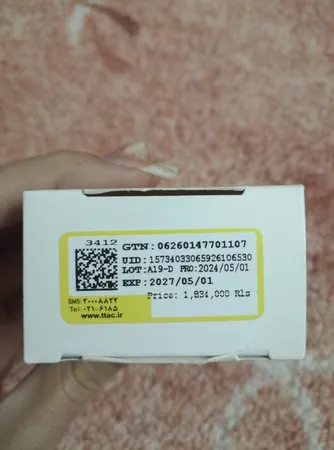 3412
GTN: 06260147701107
UID: 15734033065926106530
LOT: A19-D PRO: 2024/05/01
EXP: 2027/05/01
Price: 1,834,000 Rls
SMS: ۲۰۰۰۸۸۲۲
Tel: ۰۲۱-۶۱۸۵
www.ttac.ir